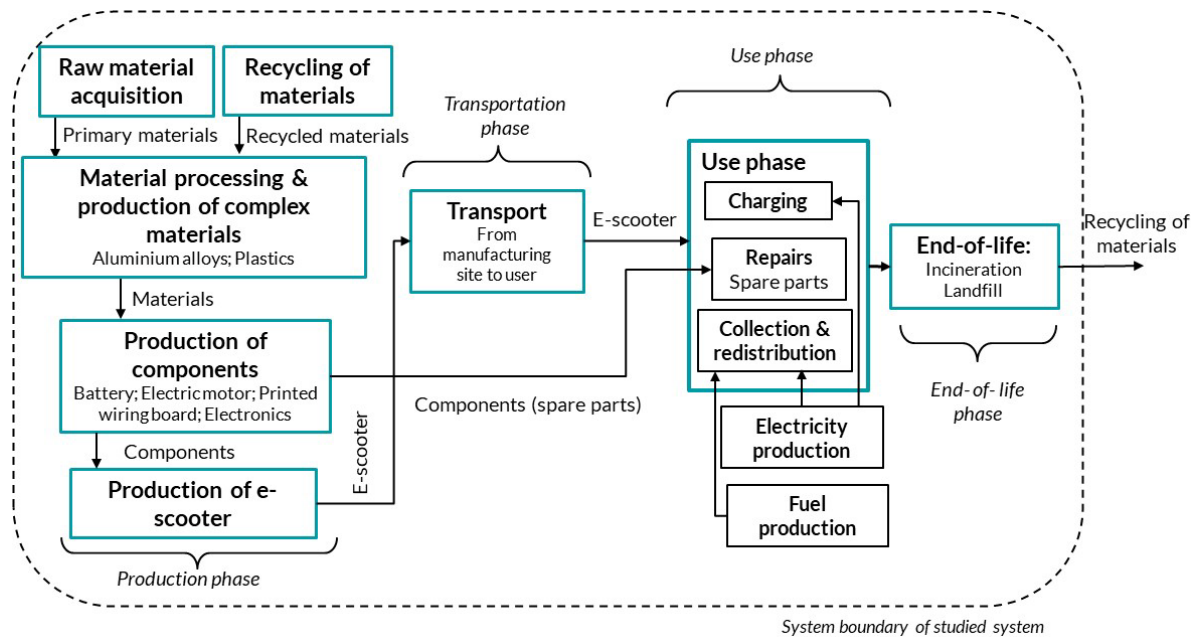 Raw material
acquisition
Recycling of
materials
Primary materials
Recycled materials
Material processing &
production of complex
materials
Aluminium alloys; Plastics
Materials
Production of
components
Battery; Electric motor; Printed
wiring board; Electronics
Components
Production of e-
scooter
Production phase
E-scooter
Transportation
phase
Transport
From
manufacturing
site to user
E-scooter
Components (spare parts)
Use phase
Use phase
Charging
Repairs
Spare parts
Collection &
redistribution
Electricity
production
Fuel
production
End-of-life:
Incineration
Landfill
End-of- life
phase
Recycling of
materials
System boundary of studied system